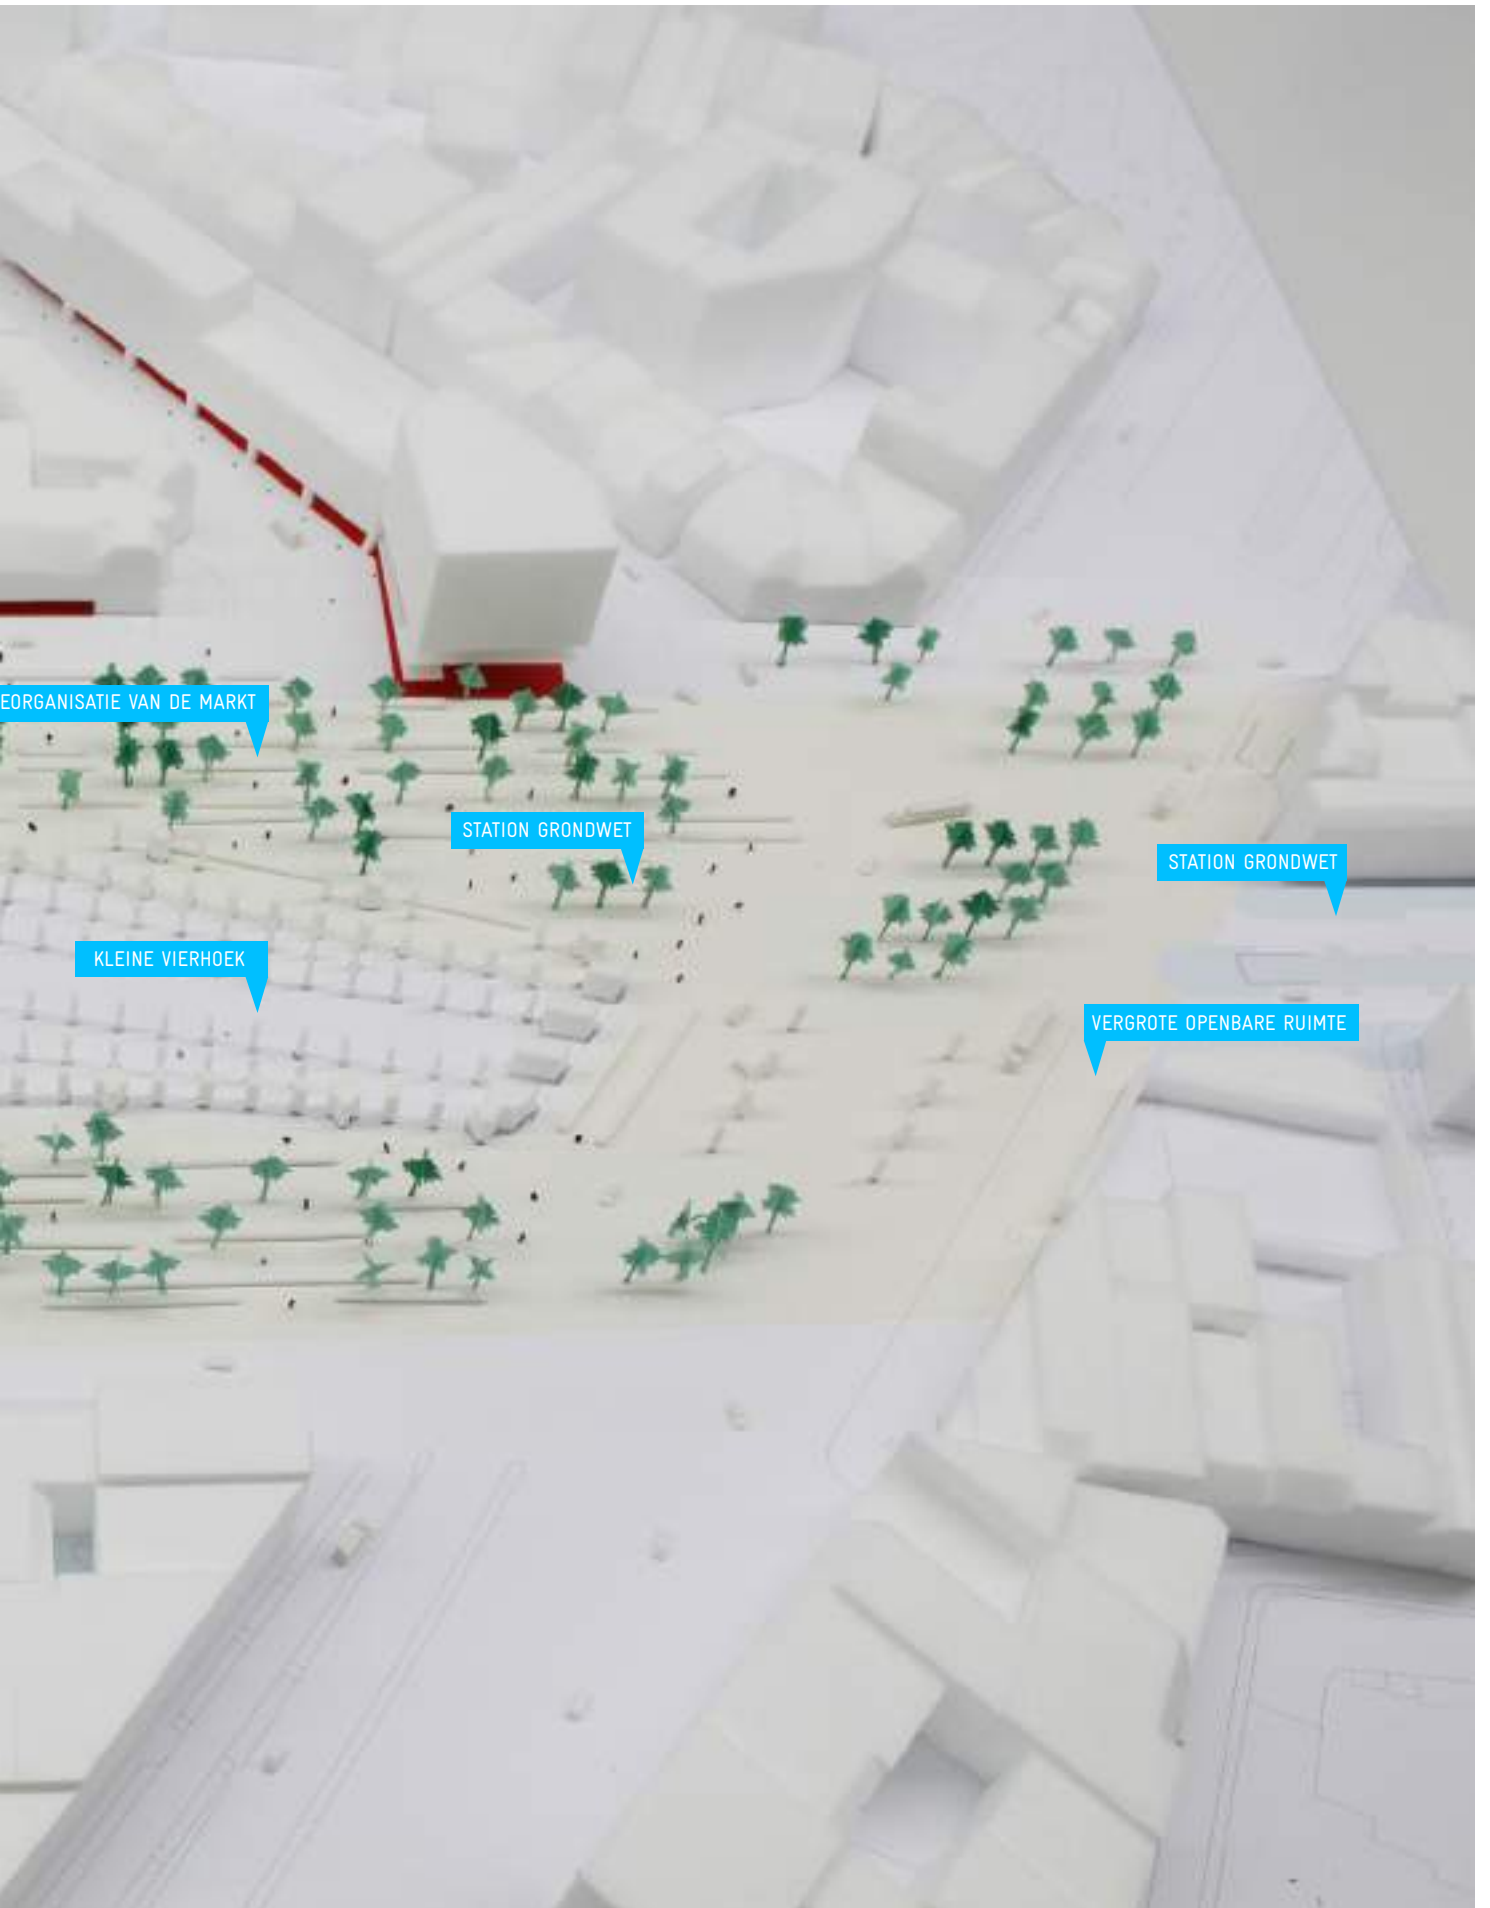 EORGANISATIE VAN DE MARKT
STATION GRONDWET
STATION GRONDWET
KLEINE VIERHOEK
VERGROTE OPENBARE RUIMTE